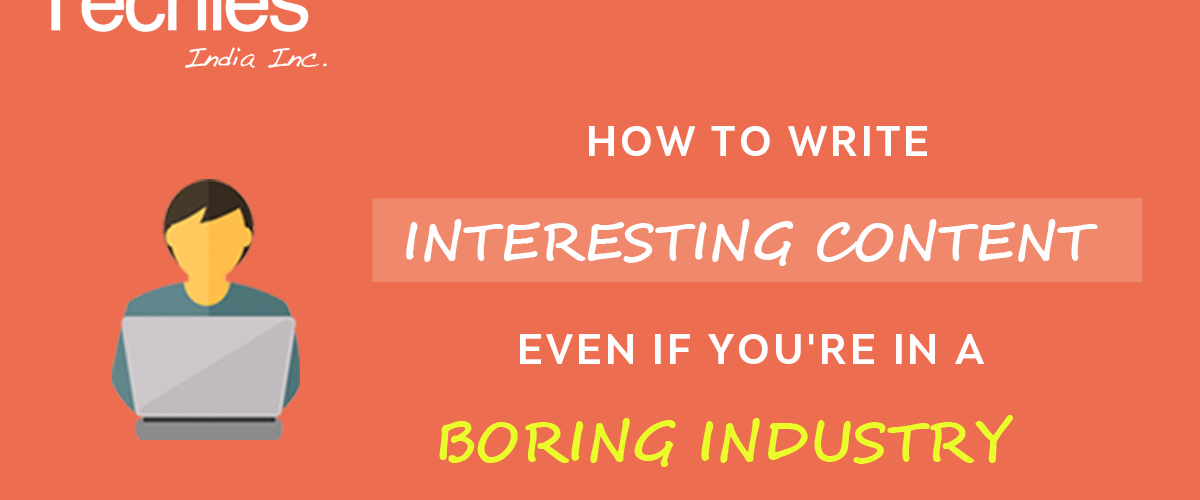 Techies
India Inc.
HOW TO WRITE
INTERESTING CONTENT
EVEN IF YOU'RE IN A
BORING INDUSTRY